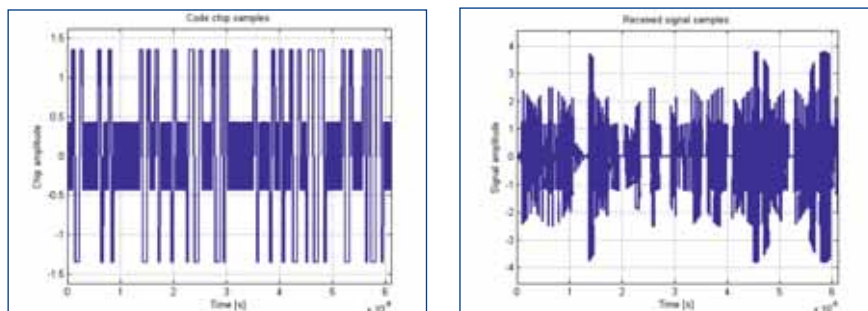 Code chip samples
1.5
1
0.5
0
-0.5
-1
-1.5
Chip amplitude
0 1 2 3 4 5 6
Time [s]
Received signal samples
4
3
2
1
0
-1
-2
-3
-4
Signal amplitude
0 1 2 3 4 5 6
Time [s]